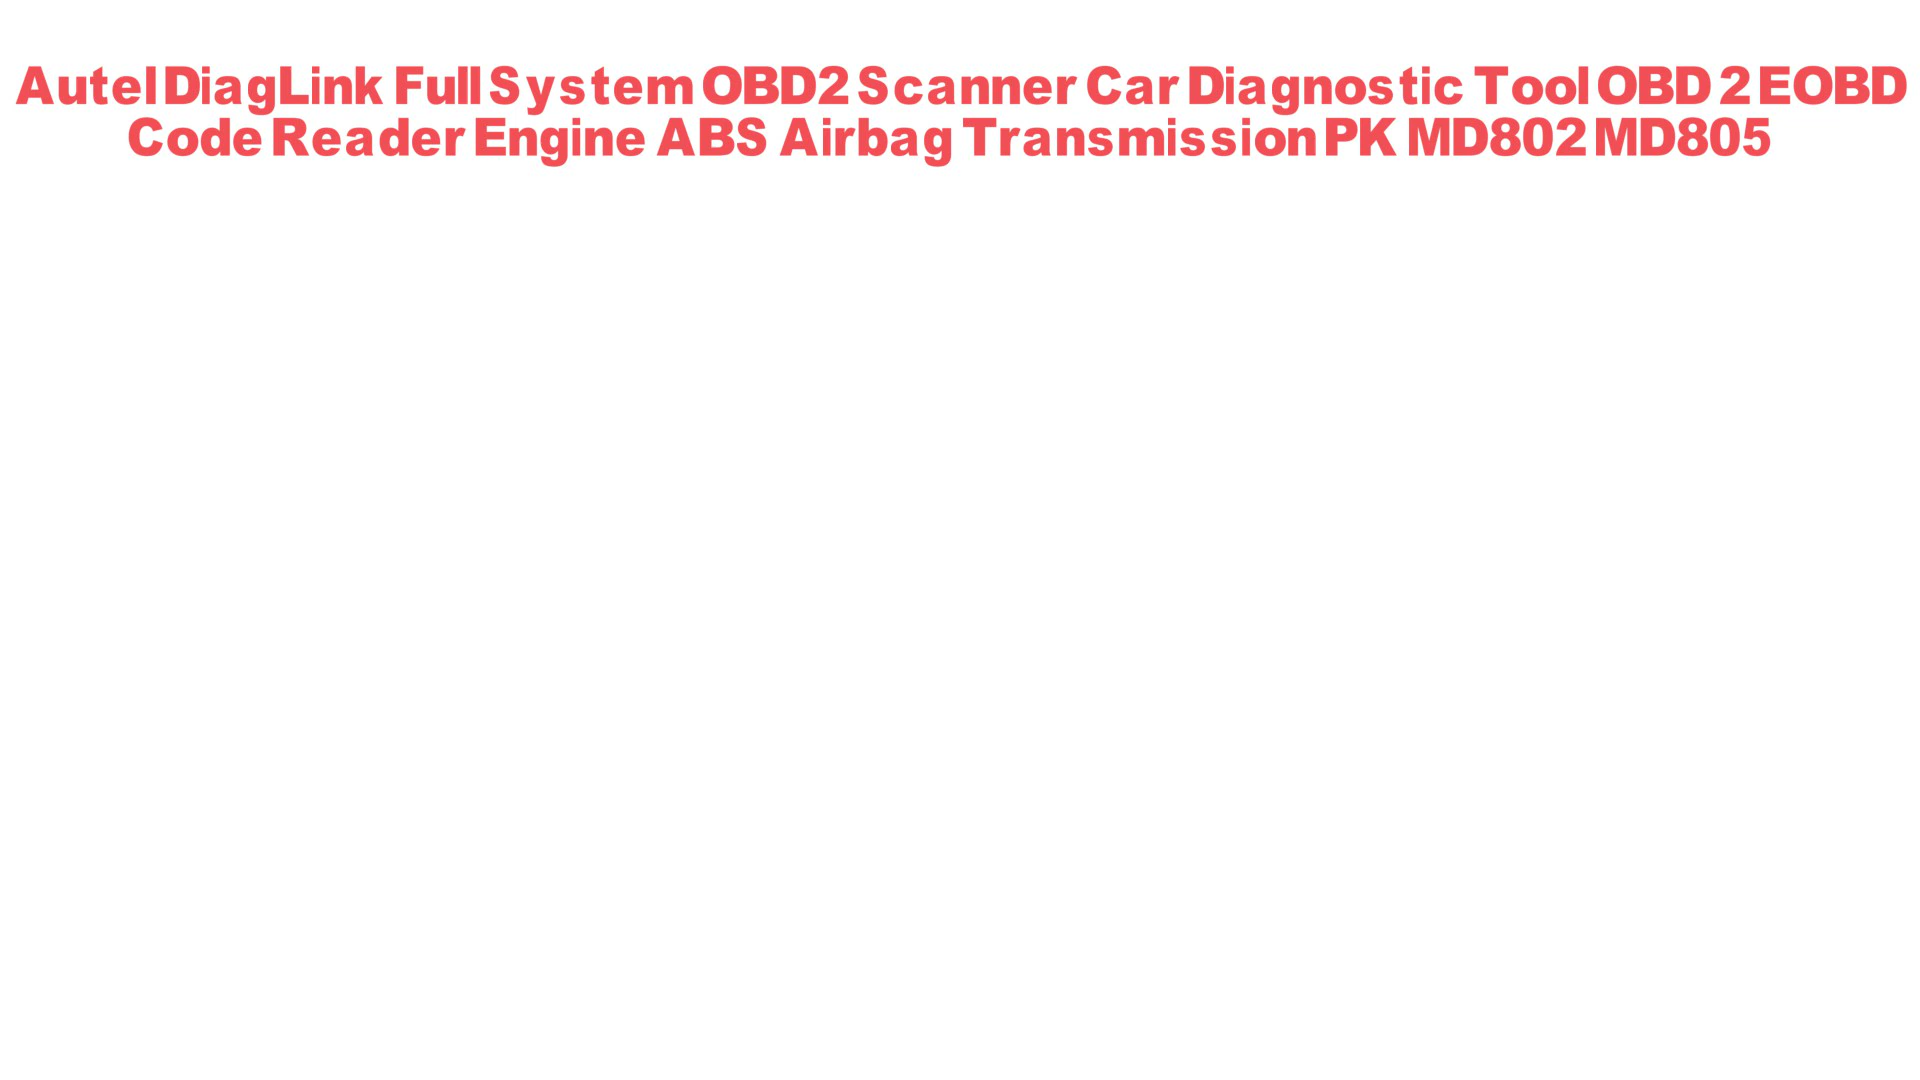 Autel DiagLink Full System OBD2 Scanner Car Diagnostic Tool OBD 2 EOBD
Code Reader Engine ABS Airbag Transmission PK MD802 MD805